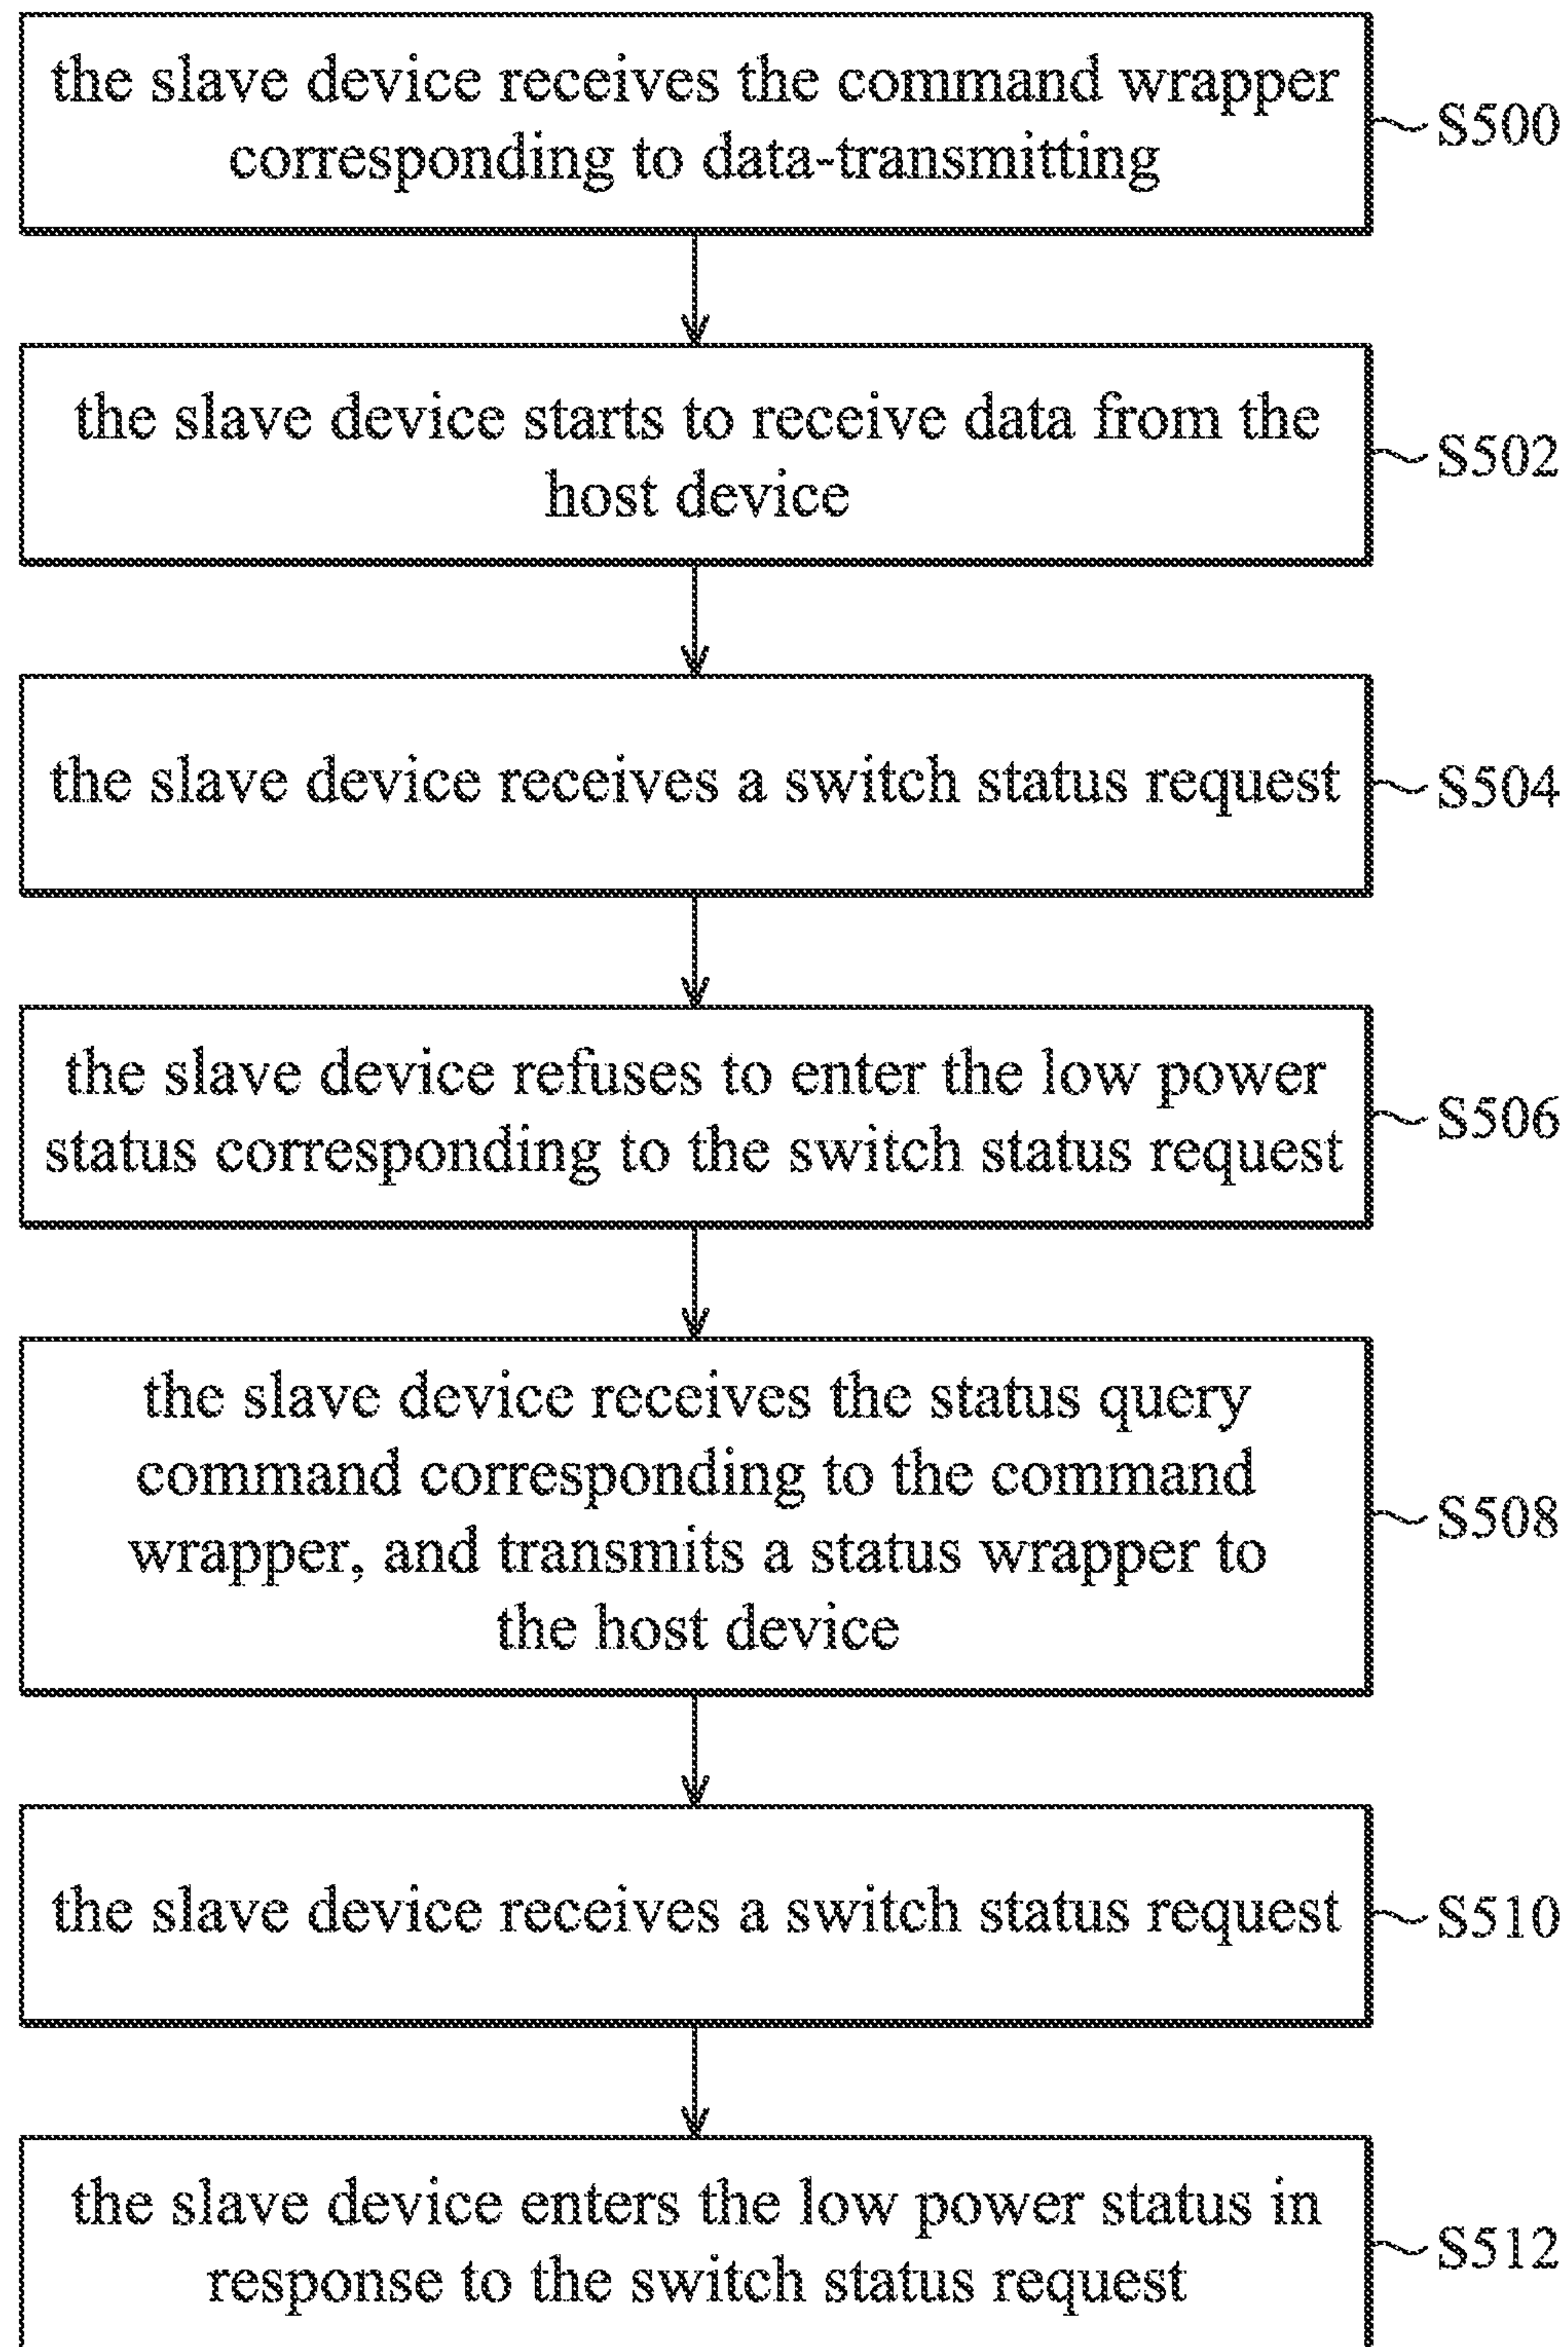 the slave device receives the command wrapper
corresponding to data-transmitting
S500
the slave device starts to receive data from the
host device
S502
the slave device receives a switch status request
S504
the slave device refuses to enter the low power
status corresponding to the switch status request
S506
the slave device receives the status query
command corresponding to the command
wrapper, and transmits a status wrapper to
the host device
S508
the slave device receives a switch status request
S510
the slave device enters the low power status in
response to the switch status request
S512